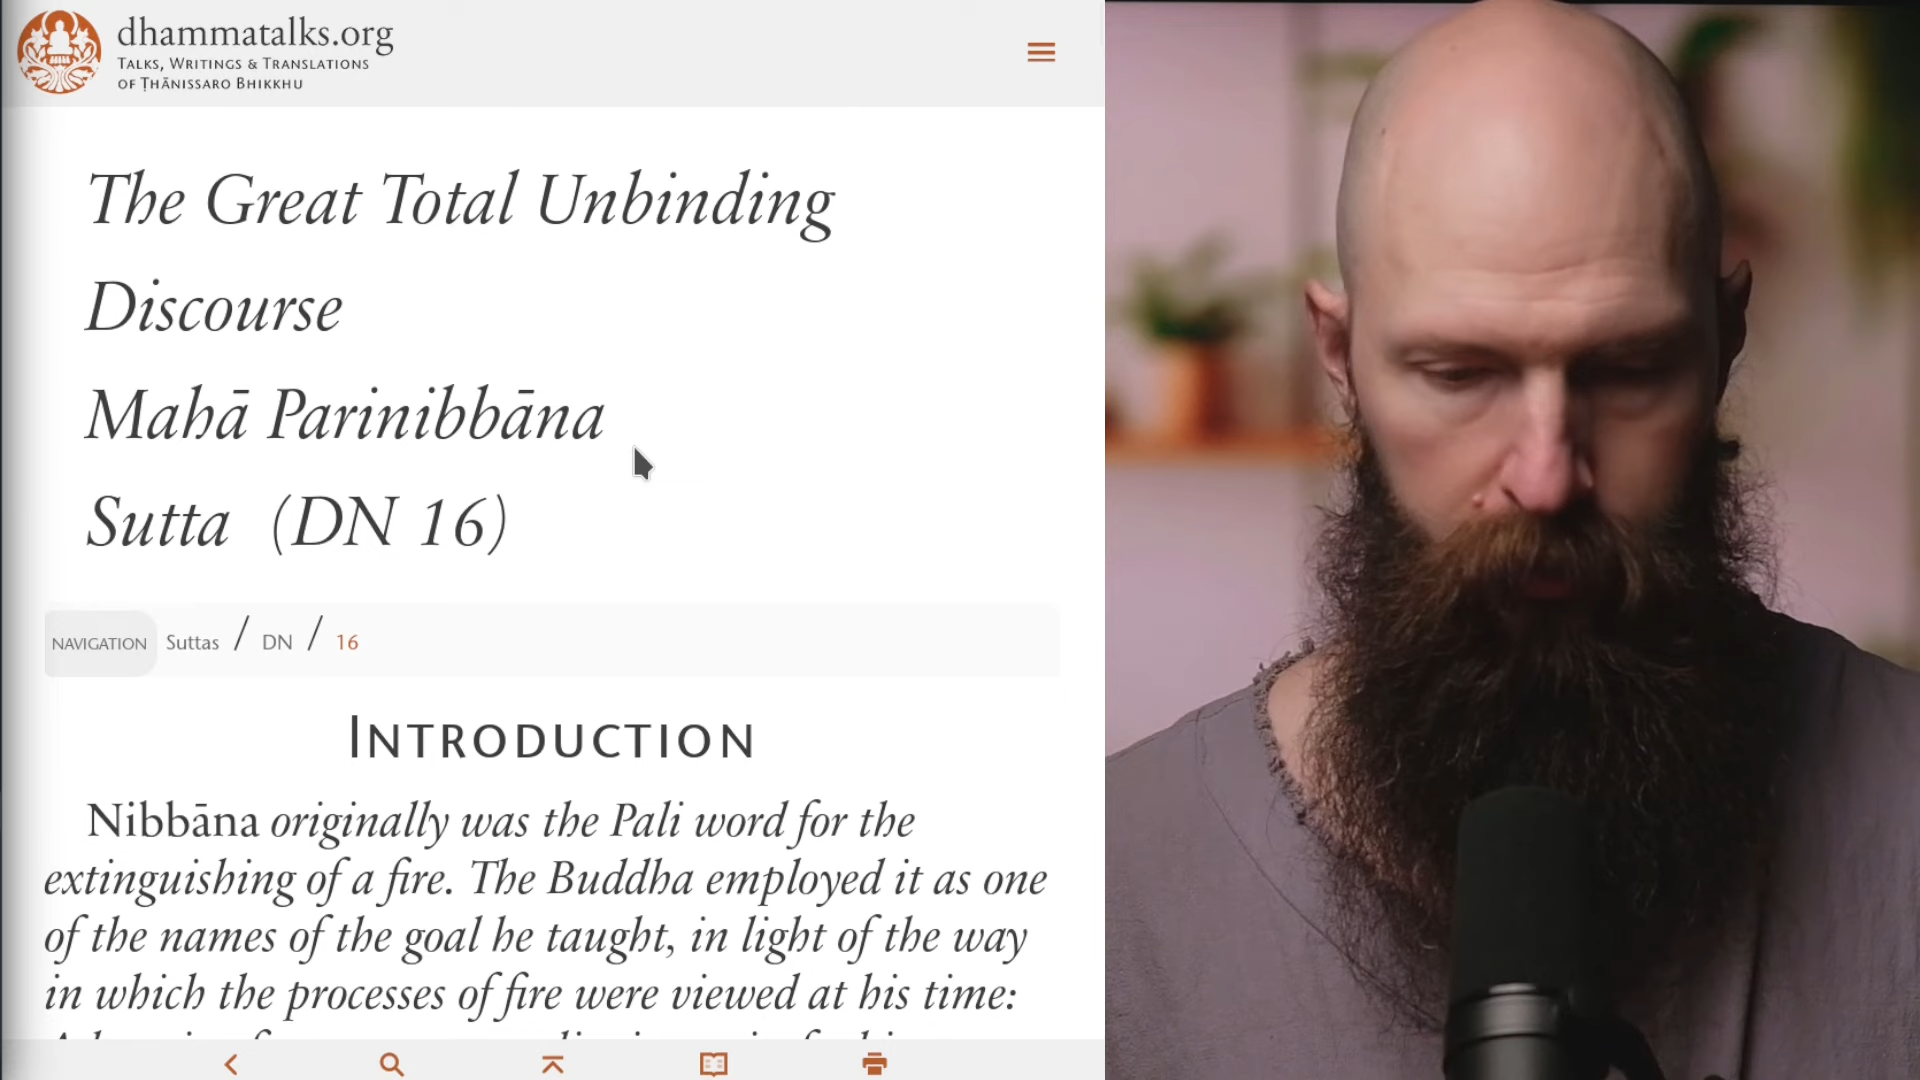 dhammatalks.org
TALKS, WRITINGS & TRANSLATIONS
OF ṬHĀNISSARO BHIKKHU
The Great Total Unbinding
Discourse
Mahā Parinibbāna
Sutta (DN 16)
NAVIGATION Suttas / DN / 16
INTRODUCTION
Nibbāna originally was the Pali word for the
extinguishing of a fire. The Buddha employed it as one
of the names of the goal he taught, in light of the way
in which the processes of fire were viewed at his time: